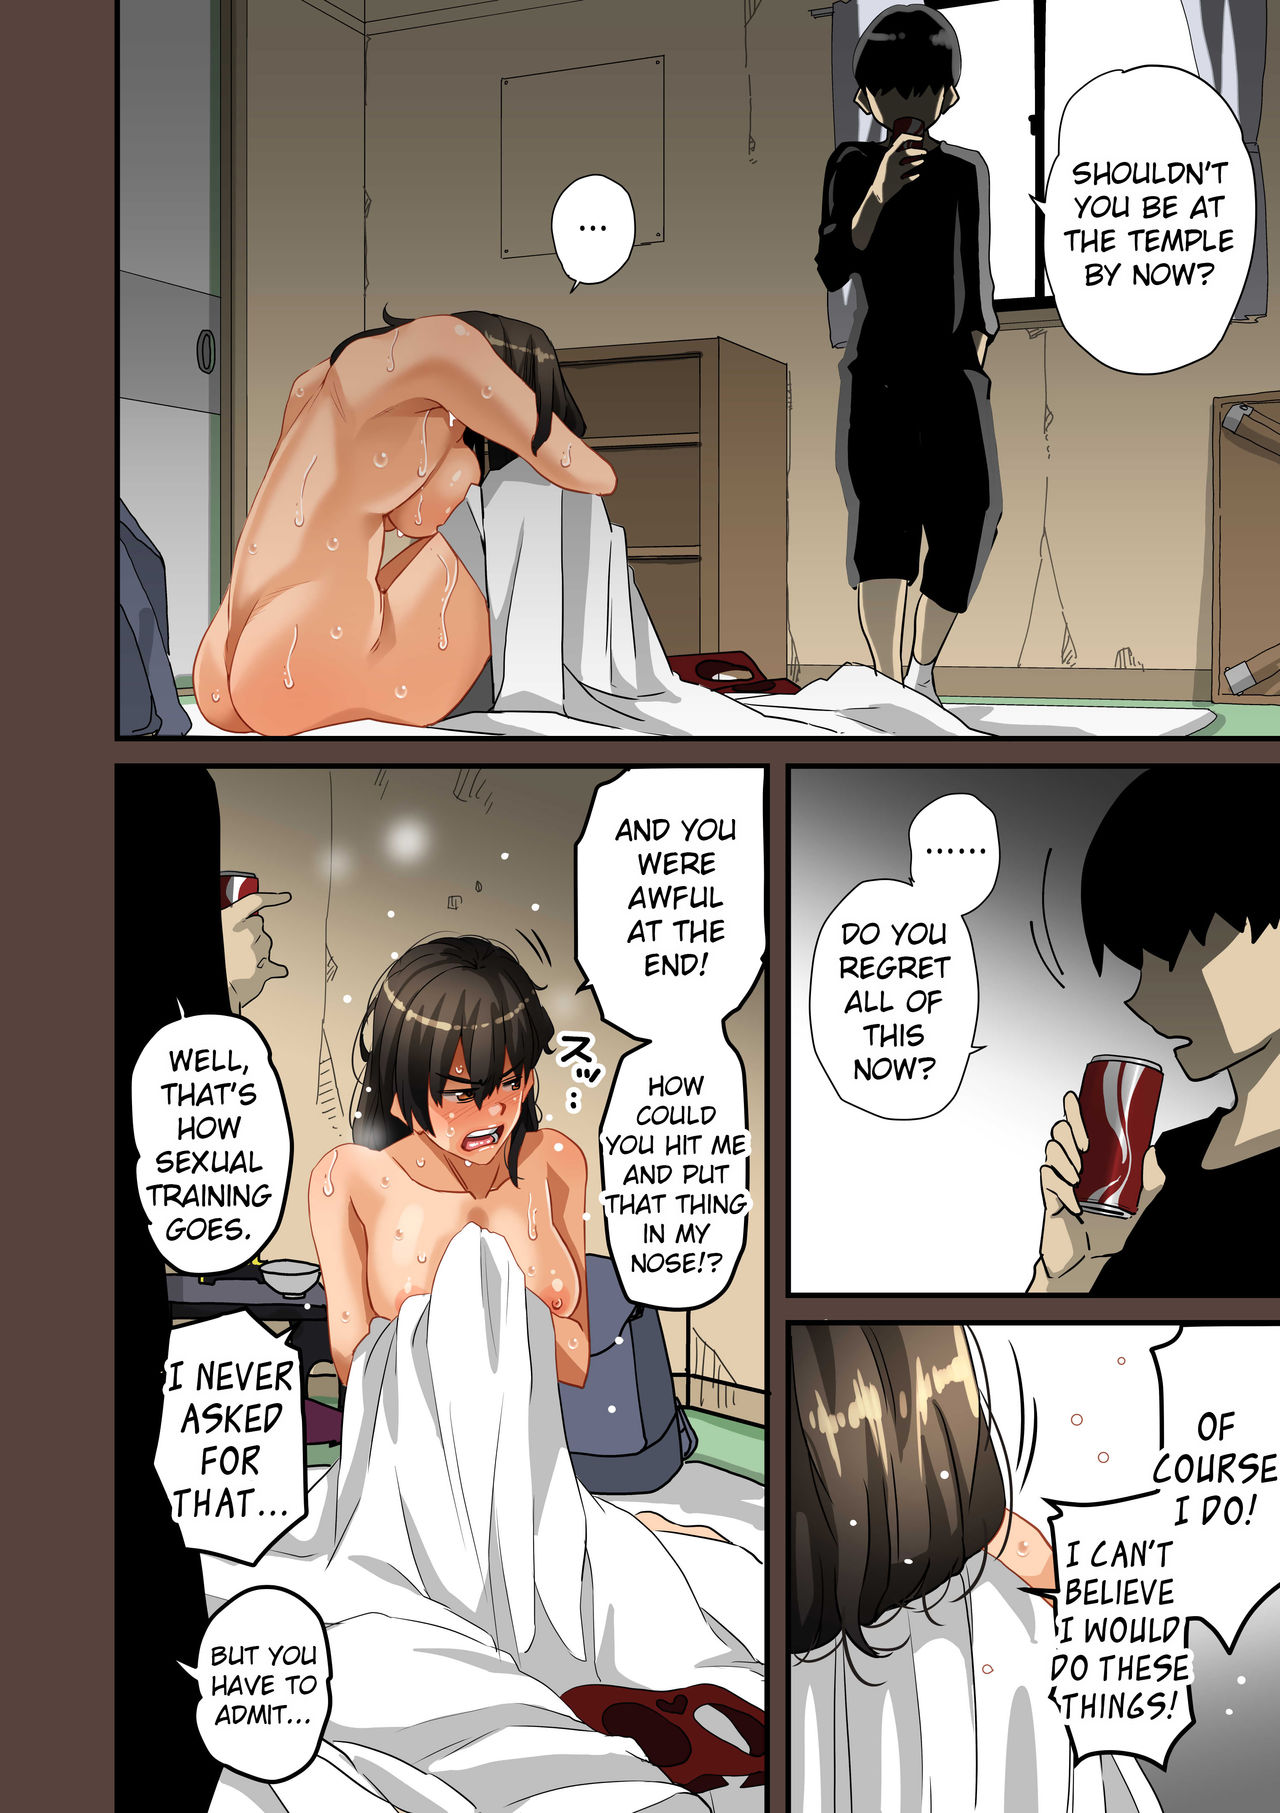 SHOULDN'T
YOU BE AT
THE TEMPLE
BY NOW?
...
......
DO YOU
REGRET
ALL OF
THIS
NOW?
OF
COURSE
I DO!
I CAN'T
BELIEVE
I WOULD
DO THESE
THINGS!
AND YOU
WERE
AWFUL
AT THE
END!
HOW
COULD
YOU HIT ME
AND PUT
THAT THING
IN MY
NOSE!?
スッ…
WELL,
THAT'S
HOW
SEXUAL
TRAINING
GOES.
I NEVER
ASKED
FOR
THAT...
BUT YOU
HAVE TO
ADMIT...